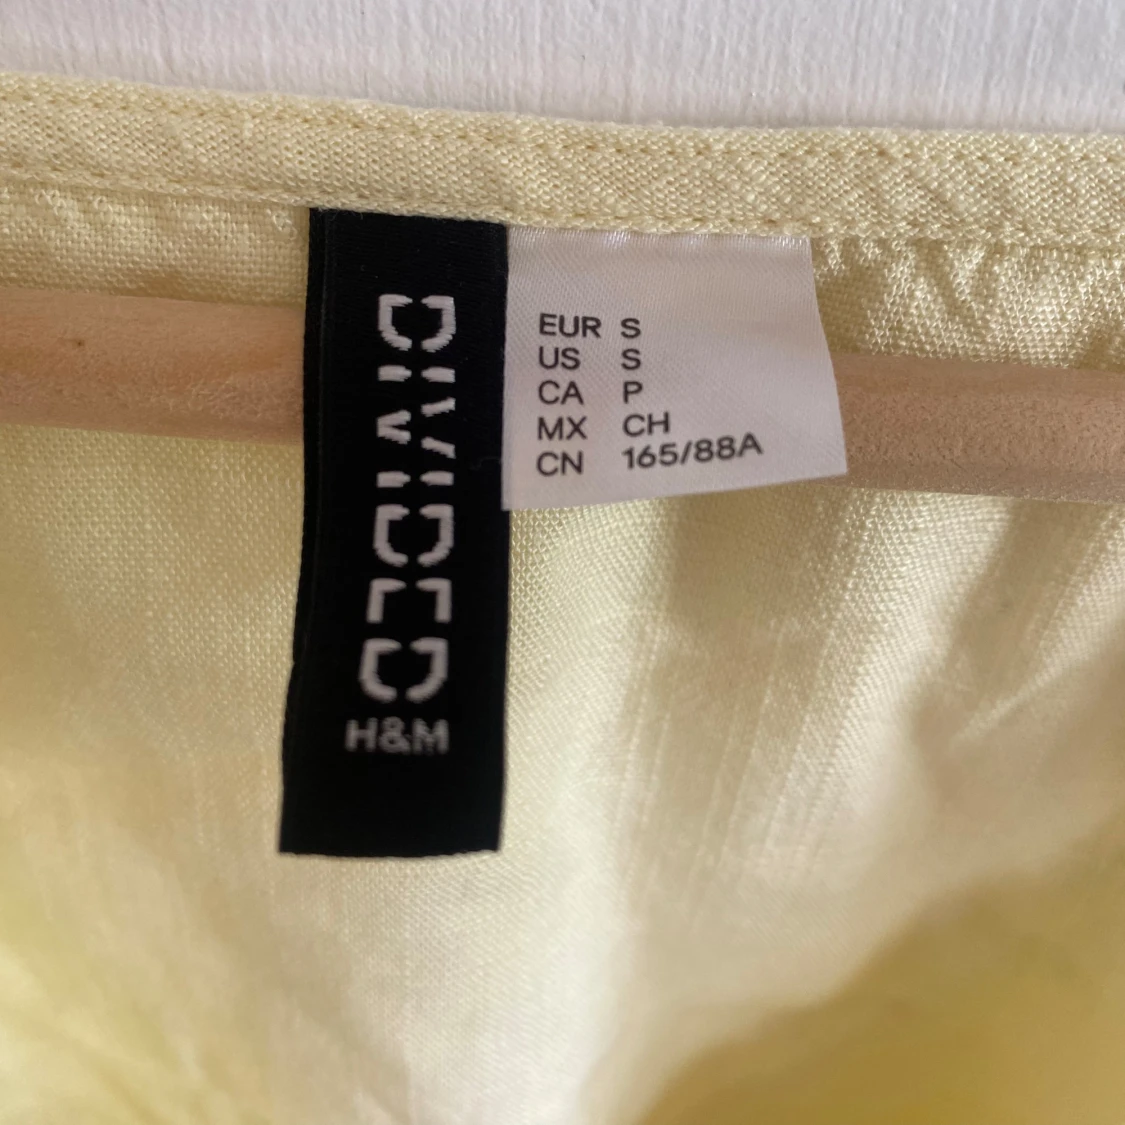 DIVIDED
H&M
EUR S
US S
CA P
MX CH
CN 165/88A